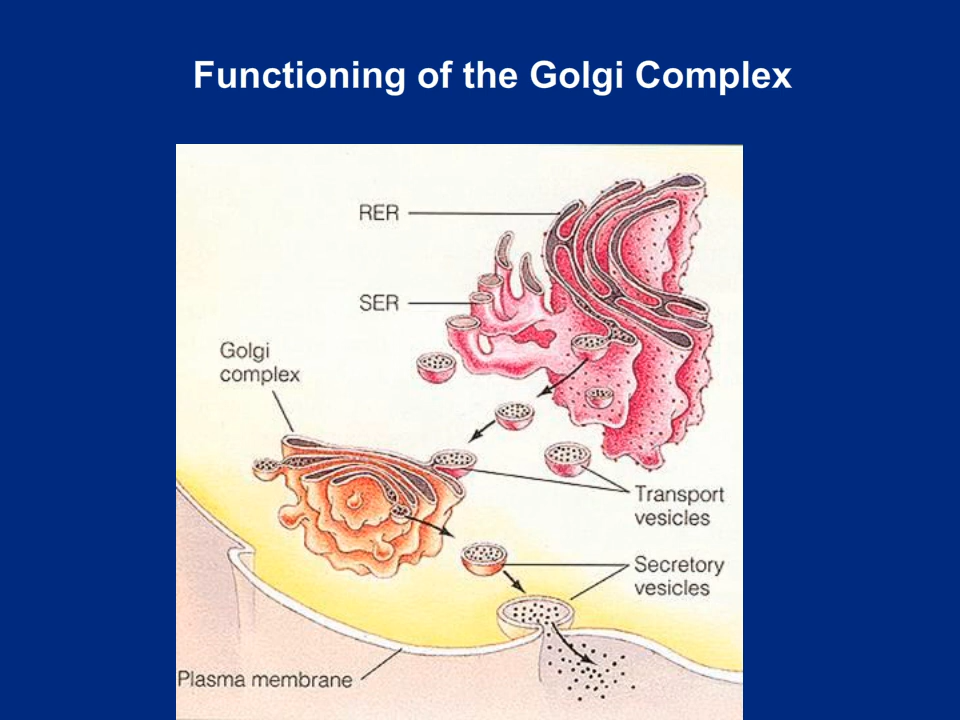 Functioning of the Golgi Complex
RER
SER
Golgi
complex
Transport
vesicles
Secretory
vesicles
Plasma membrane